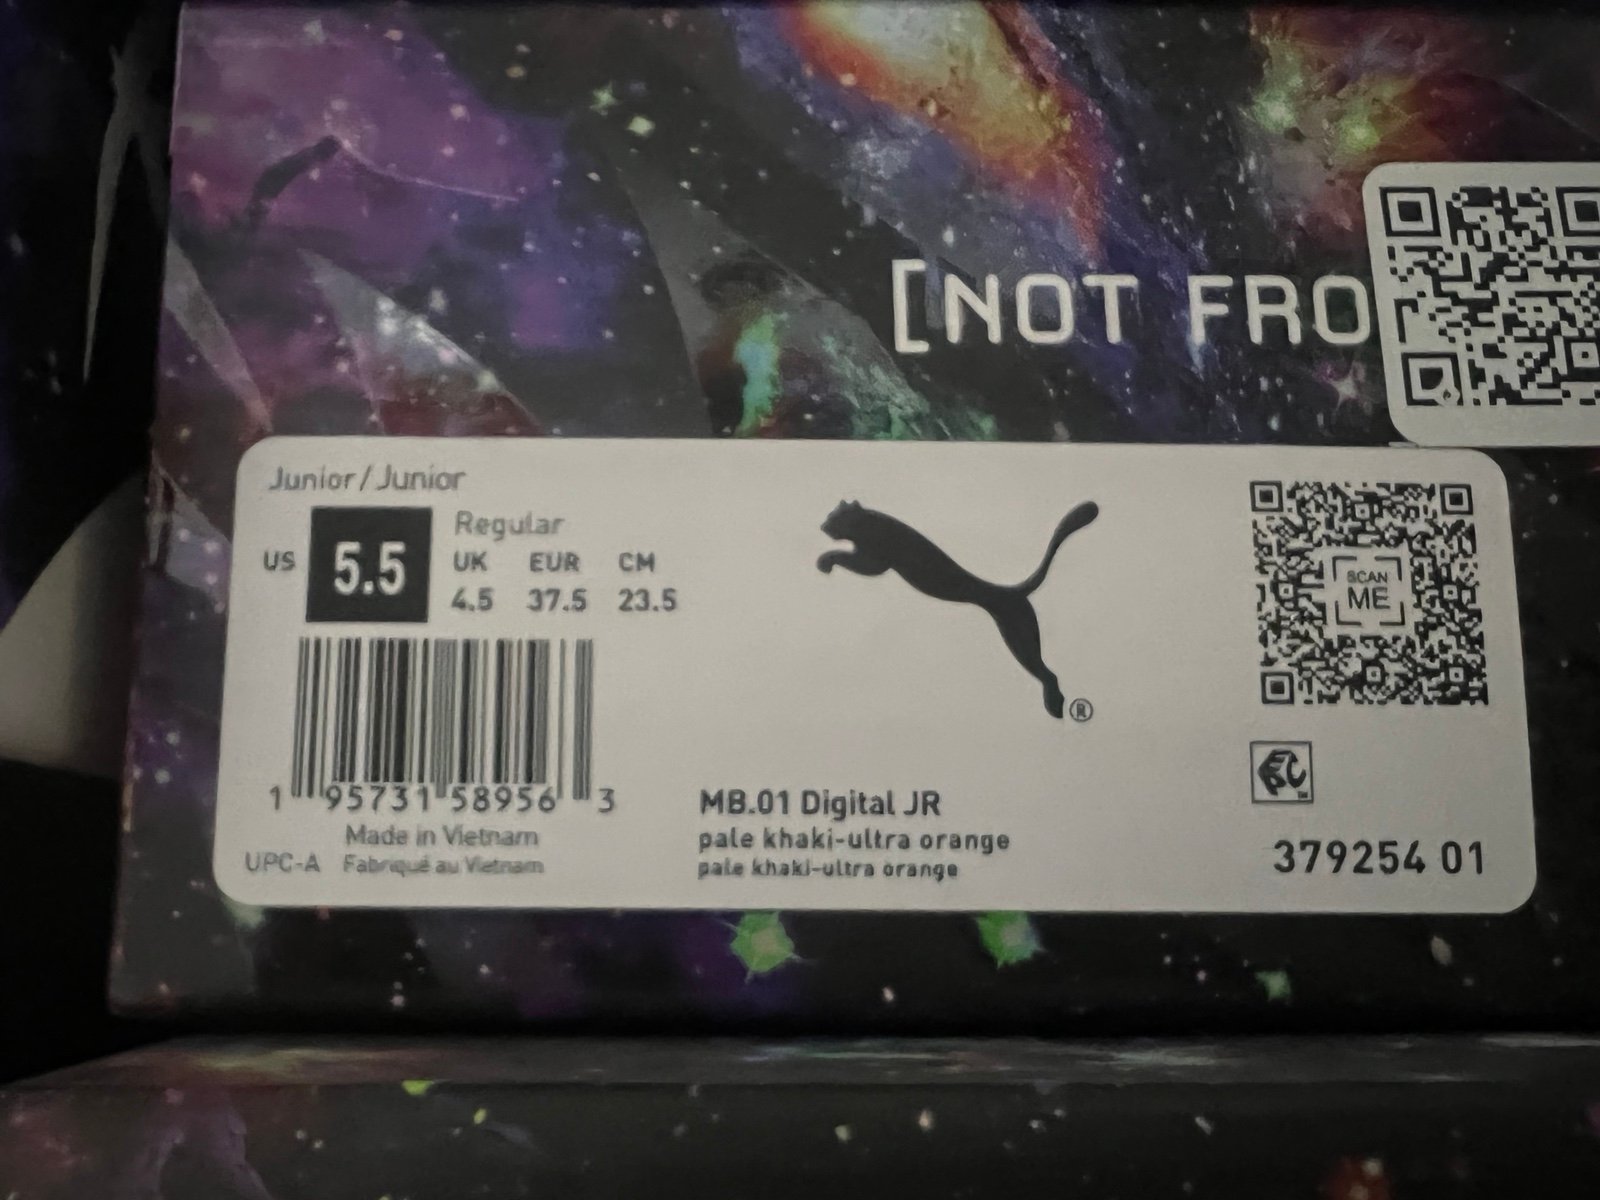 [NOT FRO
Junior / Junior
US 5.5
Regular
UK EUR CM
4.5 37.5 23.5
SCAN
ME
®
1 95731 58956 3
Made in Vietnam
UPC-A Fabriqué au Vietnam
MB.01 Digital JR
pale khaki-ultra orange
pale khaki-ultra orange
379254 01